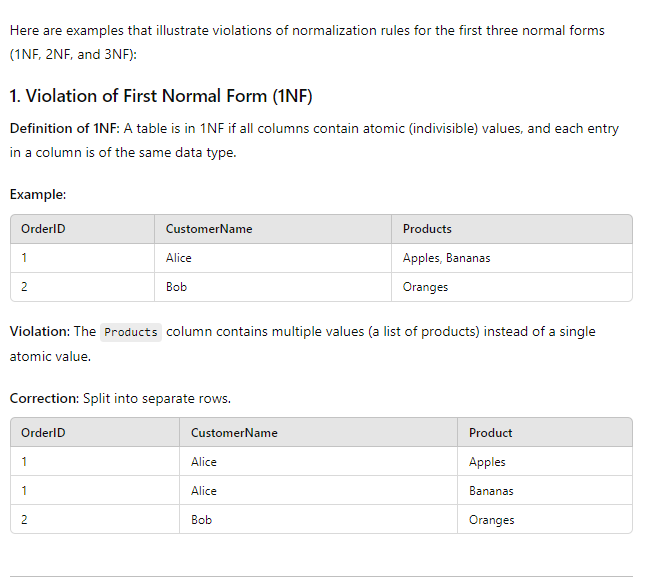 Here are examples that illustrate violations of normalization rules for the first three normal forms
(1NF, 2NF, and 3NF):
1. Violation of First Normal Form (1NF)
Definition of 1NF: A table is in 1NF if all columns contain atomic (indivisible) values, and each entry
in a column is of the same data type.
Example:
OrderID CustomerName Products
1 Alice Apples, Bananas
2 Bob Oranges
Violation: The Products column contains multiple values (a list of products) instead of a single
atomic value.
Correction: Split into separate rows.
OrderID CustomerName Product
1 Alice Apples
1 Alice Bananas
2 Bob Oranges